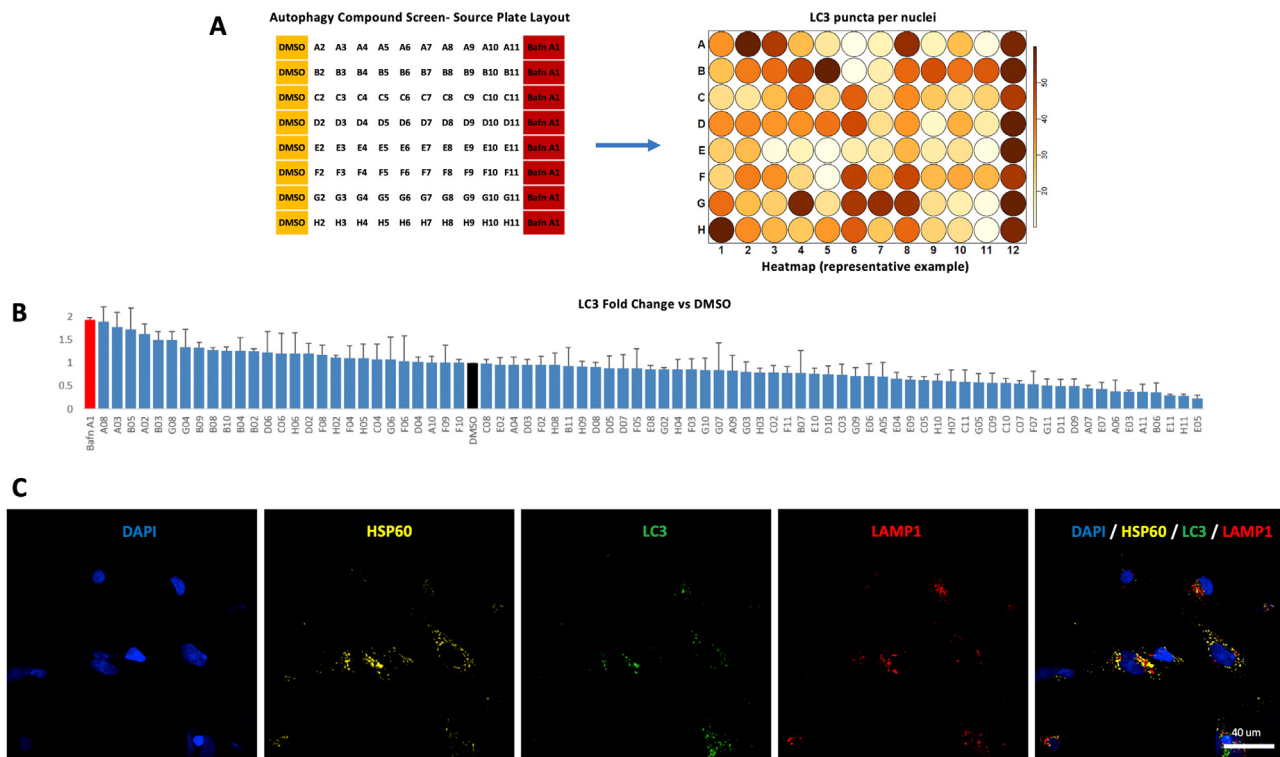 A
Autophagy Compound Screen- Source Plate Layout
DMSO A2 A3 A4 A5 A6 A7 A8 A9 A10 A11 Bafn A1
DMSO B2 B3 B4 B5 B6 B7 B8 B9 B10 B11 Bafn A1
DMSO C2 C3 C4 C5 C6 C7 C8 C9 C10 C11 Bafn A1
DMSO D2 D3 D4 D5 D6 D7 D8 D9 D10 D11 Bafn A1
DMSO E2 E3 E4 E5 E6 E7 E8 E9 E10 E11 Bafn A1
DMSO F2 F3 F4 F5 F6 F7 F8 F9 F10 F11 Bafn A1
DMSO G2 G3 G4 G5 G6 G7 G8 G9 G10 G11 Bafn A1
DMSO H2 H3 H4 H5 H6 H7 H8 H9 H10 H11 Bafn A1
LC3 puncta per nuclei
A
B
C
D
E
F
G
H
1 2 3 4 5 6 7 8 9 10 11 12
50
40
30
20
Heatmap (representative example)
B
LC3 Fold Change vs DMSO
2
1.5
1
0.5
0
Bafn A1 A08 A03 B05 A02 B03 G08 G04 B09 B08 B10 B04 B02 D06 C06 H06 D02 F08 H02 F04 H05 C04 G06 F06 D04 A10 F09 F10 DMSO C08 E02 A04 D03 F02 H08 B11 H09 D08 D05 D07 F05 E08 G02 H04 F03 G10 G07 A09 G03 H03 C02 F11 B07 E10 D10 C03 G09 E06 A05 E04 E09 C05 H10 H07 C11 G05 C09 C10 C07 F07 G11 D11 D09 A07 E07 A06 E03 A11 B06 E11 H11 E05
C
DAPI
HSP60
LC3
LAMP1
DAPI / HSP60 / LC3 / LAMP1
40 um